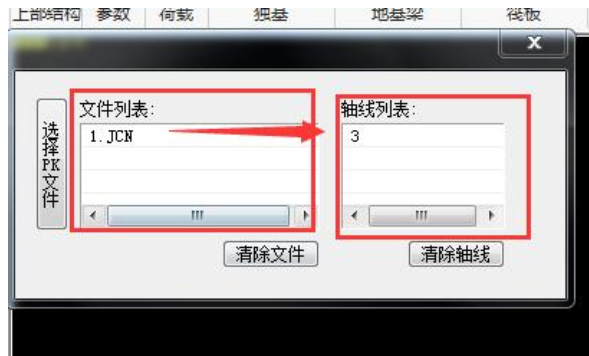 上部结构 参数 荷载 独基 地基梁 筏板
x
选择PK文件
文件列表:
1.JCN
轴线列表:
3
清除文件
清除轴线